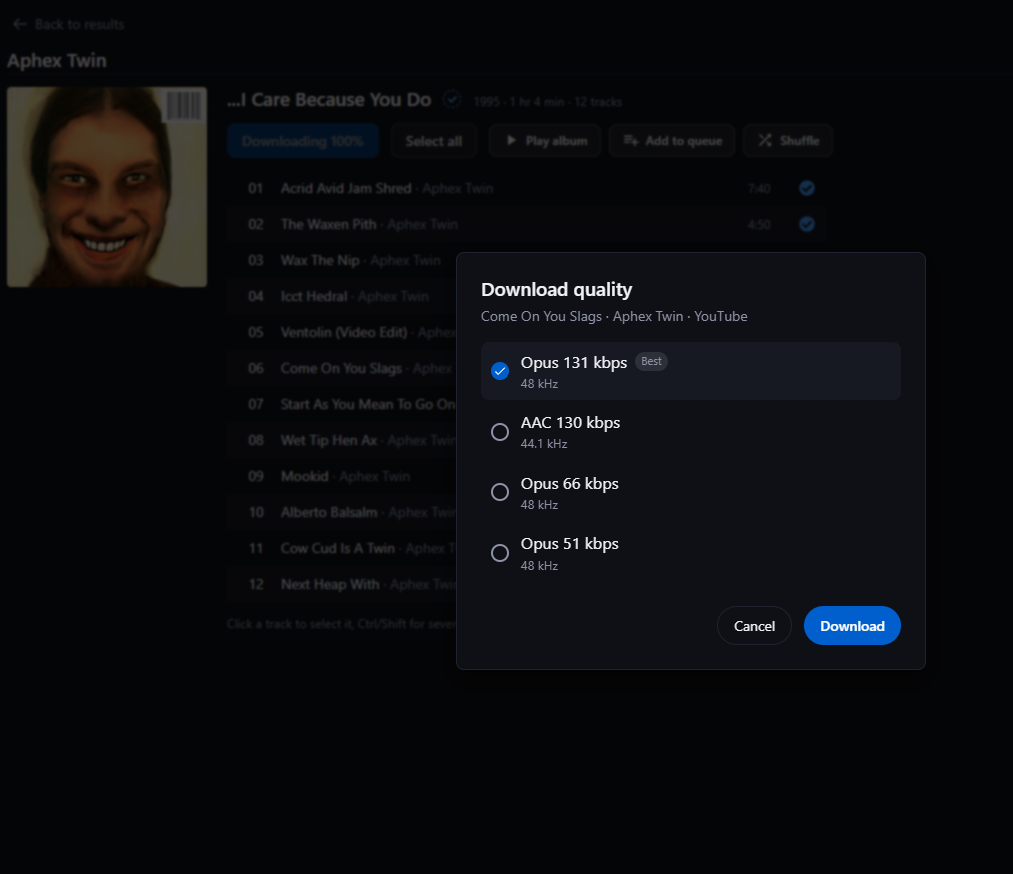 Back to results
Aphex Twin
...I Care Because You Do 1995 · 1 hr 4 min · 12 tracks
Downloading 100% Select all Play album Add to queue Shuffle
01 Acrid Avid Jam Shred · Aphex Twin 7:40
02 The Waxen Pith · Aphex Twin 4:50
03 Wax The Nip · Aphex Twin
04 Icct Hedral · Aphex Twin
05 Ventolin (Video Edit) · Aphex
06 Come On You Slags · Aphex
07 Start As You Mean To Go On
08 Wet Tip Hen Ax · Aphex Twin
09 Mookid · Aphex Twin
10 Alberto Balsalm · Aphex Twin
11 Cow Cud Is A Twin · Aphex T
12 Next Heap With · Aphex Twin
Click a track to select it, Ctrl/Shift for seve
Download quality
Come On You Slags · Aphex Twin · YouTube
Opus 131 kbps Best
48 kHz
AAC 130 kbps
44.1 kHz
Opus 66 kbps
48 kHz
Opus 51 kbps
48 kHz
Cancel Download